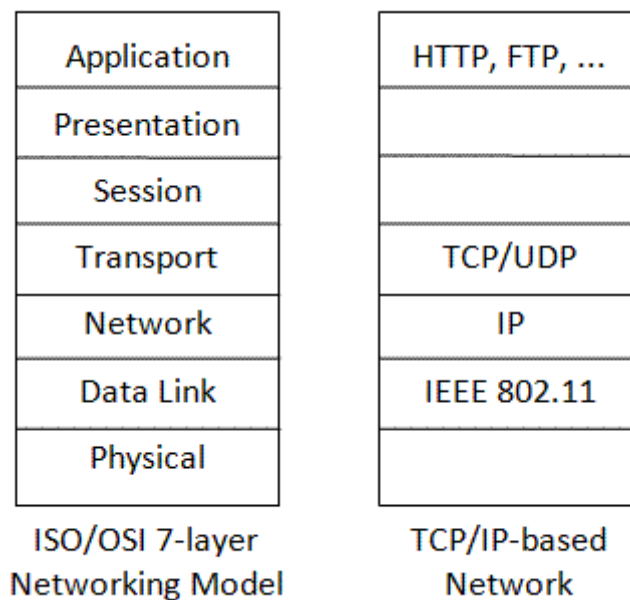 Application
Presentation
Session
Transport
Network
Data Link
Physical
ISO/OSI 7-layer
Networking Model
HTTP, FTP, ...
TCP/UDP
IP
IEEE 802.11
TCP/IP-based
Network